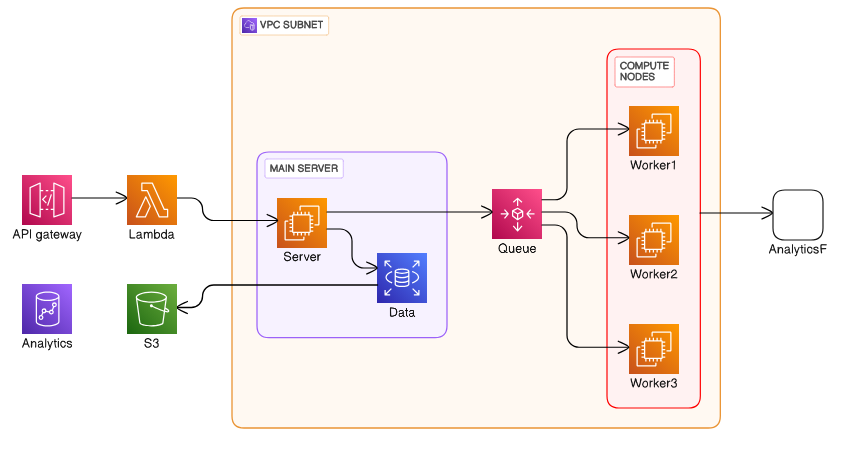 VPC SUBNET
COMPUTE
NODES
Worker1
MAIN SERVER
API gateway
Lambda
Server
Queue
Worker2
AnalyticsF
Data
Analytics
S3
Worker3